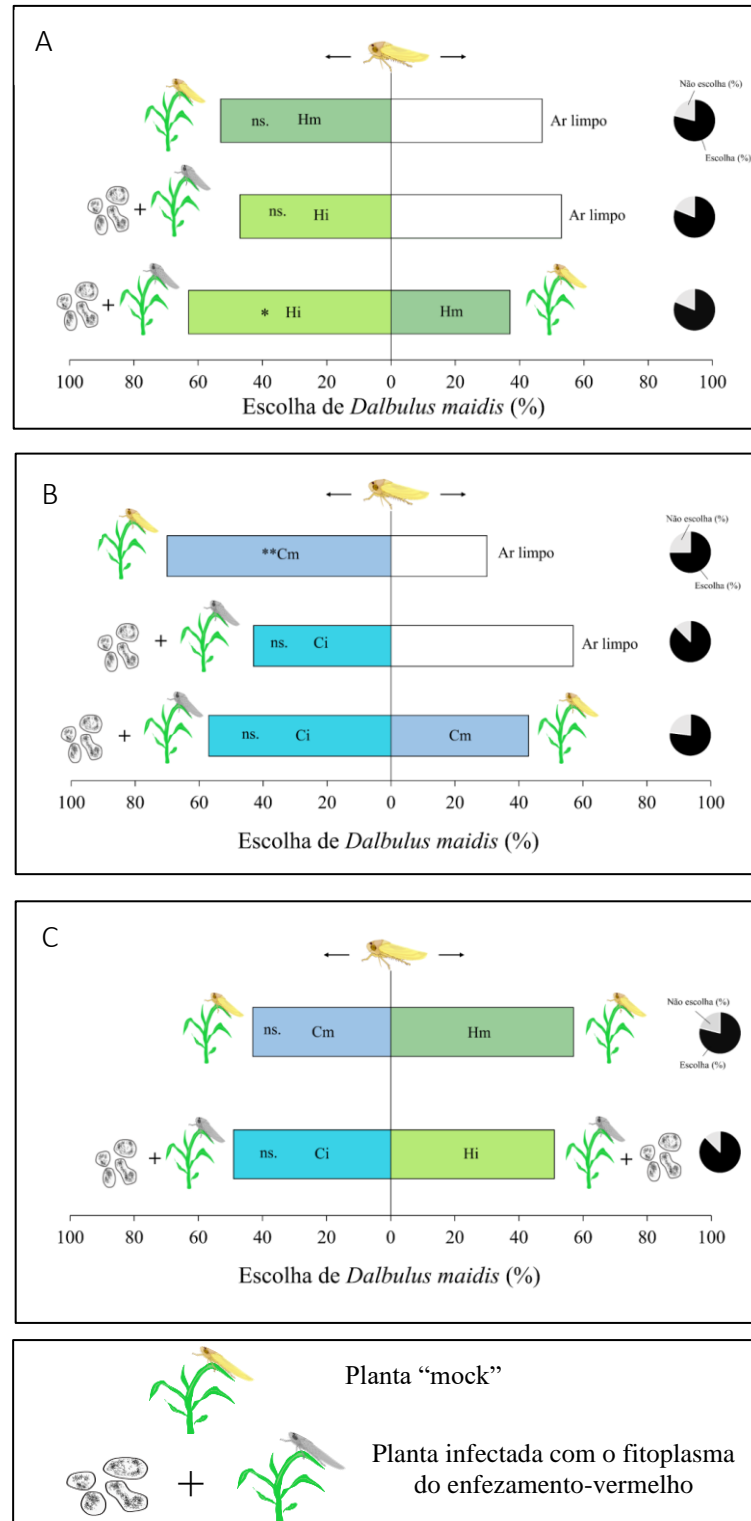 A
Não escolha (%)
ns. Hm Ar limpo
Escolha (%)
+ ns. Hi Ar limpo
+ * Hi Hm
100 80 60 40 20 0 20 40 60 80 100
Escolha de Dalbulus maidis (%)
B
Não escolha (%)
**Cm Ar limpo
Escolha (%)
+ ns. Ci Ar limpo
+ ns. Ci Cm
100 80 60 40 20 0 20 40 60 80 100
Escolha de Dalbulus maidis (%)
C
Não escolha (%)
ns. Cm Hm
Escolha (%)
+ ns. Ci Hi +
100 80 60 40 20 0 20 40 60 80 100
Escolha de Dalbulus maidis (%)
Planta “mock”
+ Planta infectada com o fitoplasma
do enfezamento-vermelho